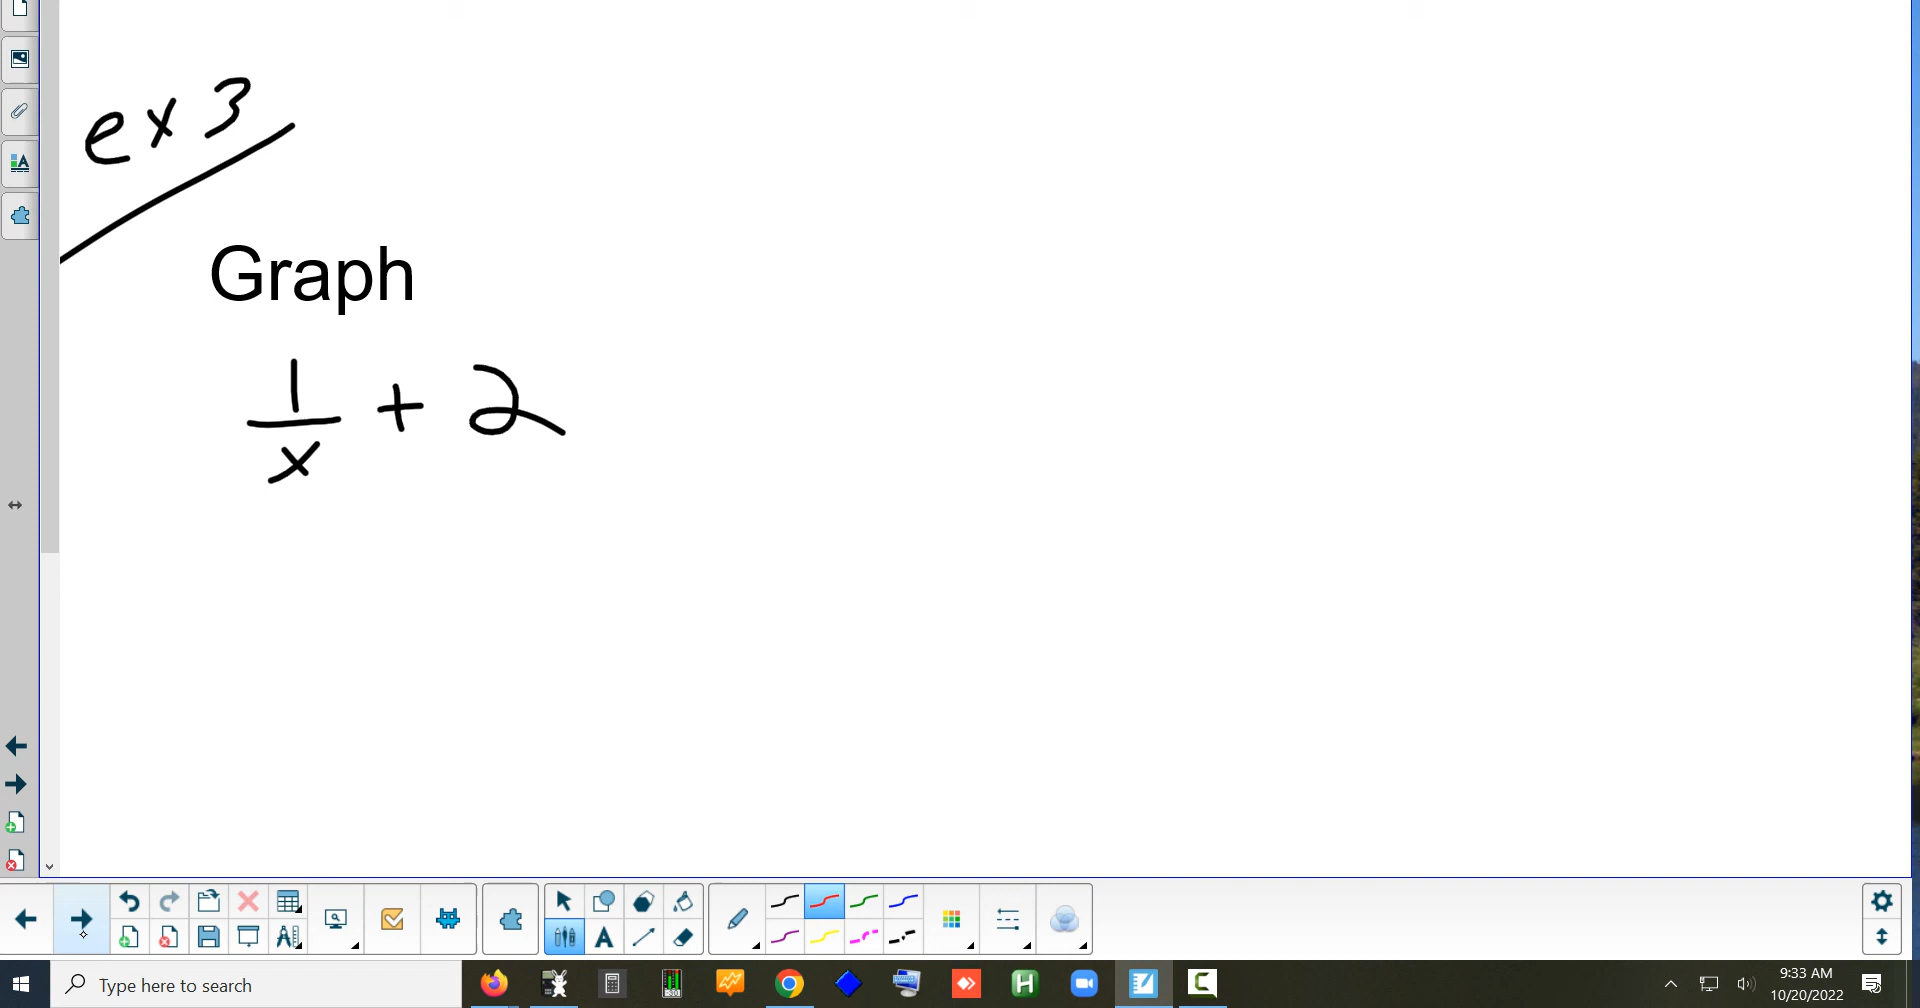 ex 3
Graph
1/x + 2
Type here to search
9:33 AM
10/20/2022